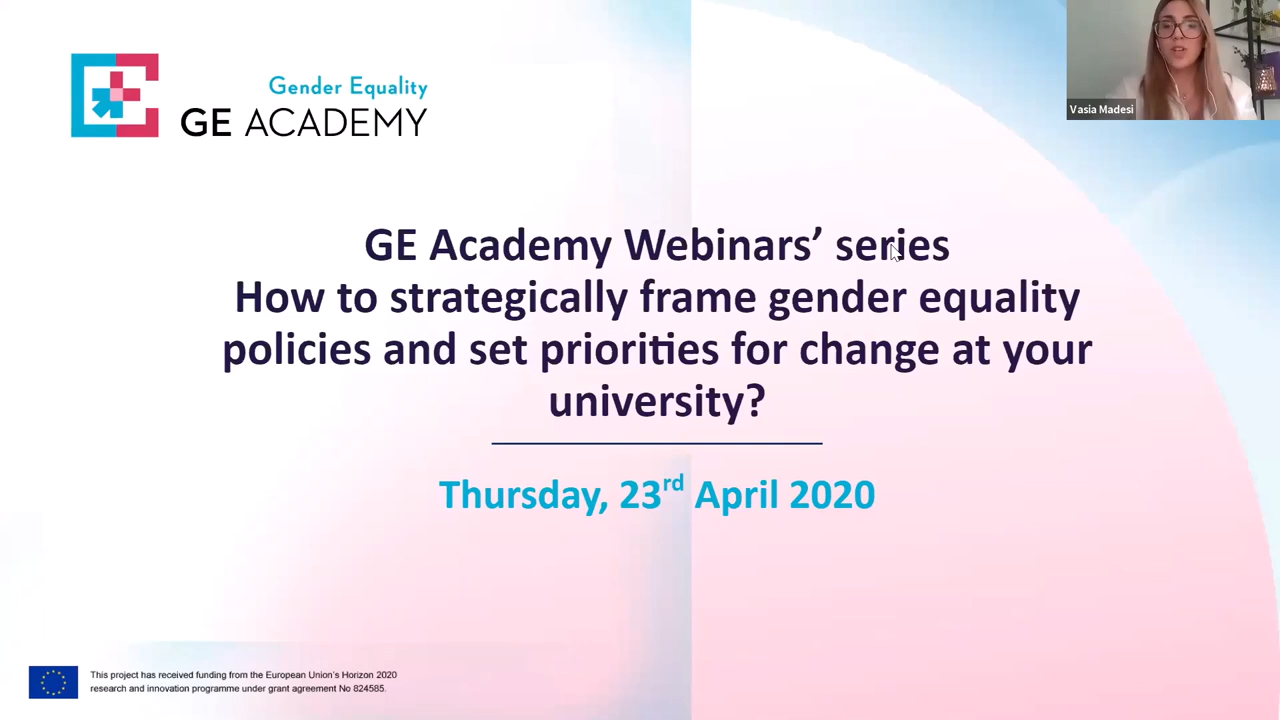 Gender Equality
GE ACADEMY
Vasia Madesi
GE Academy Webinars’ series
How to strategically frame gender equality
policies and set priorities for change at your
university?
Thursday, 23rd April 2020
This project has received funding from the European Union’s Horizon 2020
research and innovation programme under grant agreement No 824585.